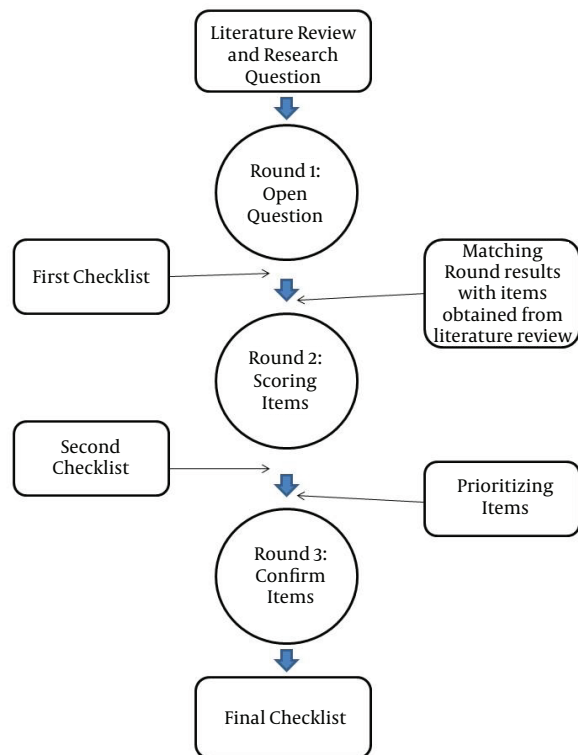 Literature Review
and Research
Question
Round 1:
Open
Question
First Checklist
Matching
Round results
with items
obtained from
literature review
Round 2:
Scoring
Items
Second
Checklist
Prioritizing
Items
Round 3:
Confirm
Items
Final Checklist